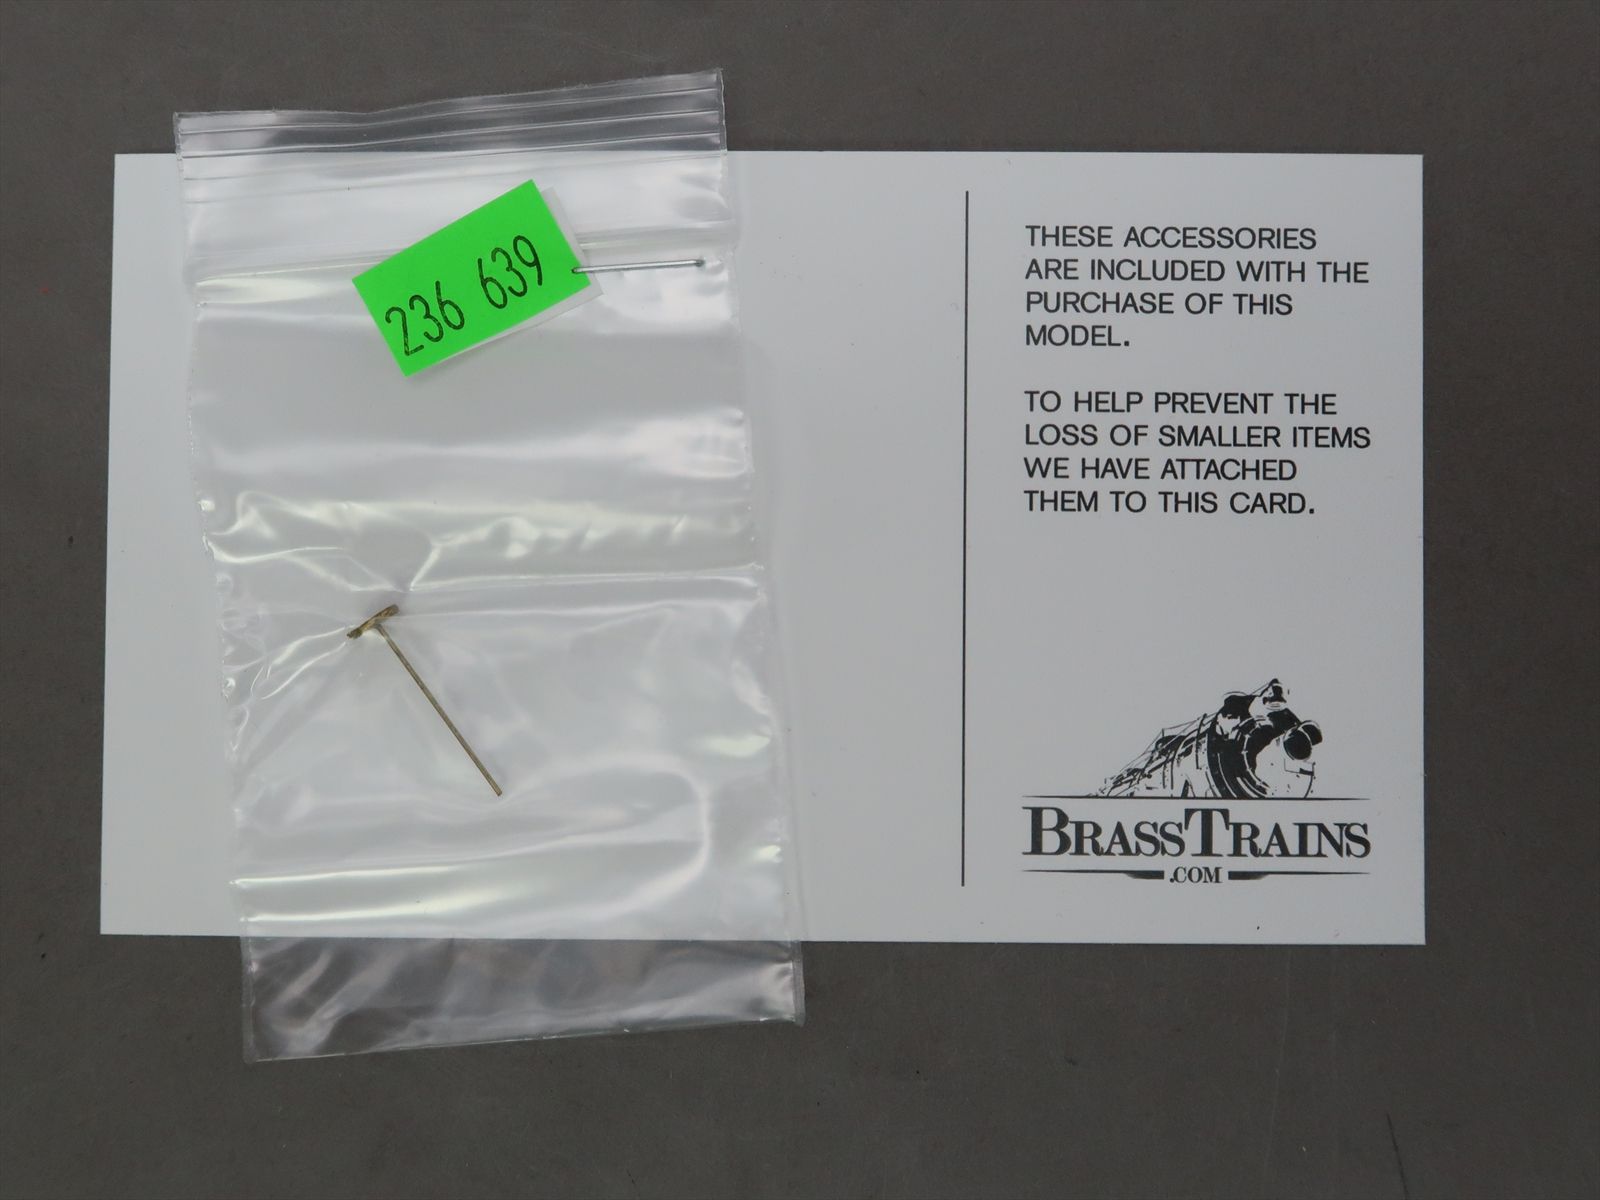 236 639
THESE ACCESSORIES
ARE INCLUDED WITH THE
PURCHASE OF THIS
MODEL.
TO HELP PREVENT THE
LOSS OF SMALLER ITEMS
WE HAVE ATTACHED
THEM TO THIS CARD.
BRASSTRAINS
.COM